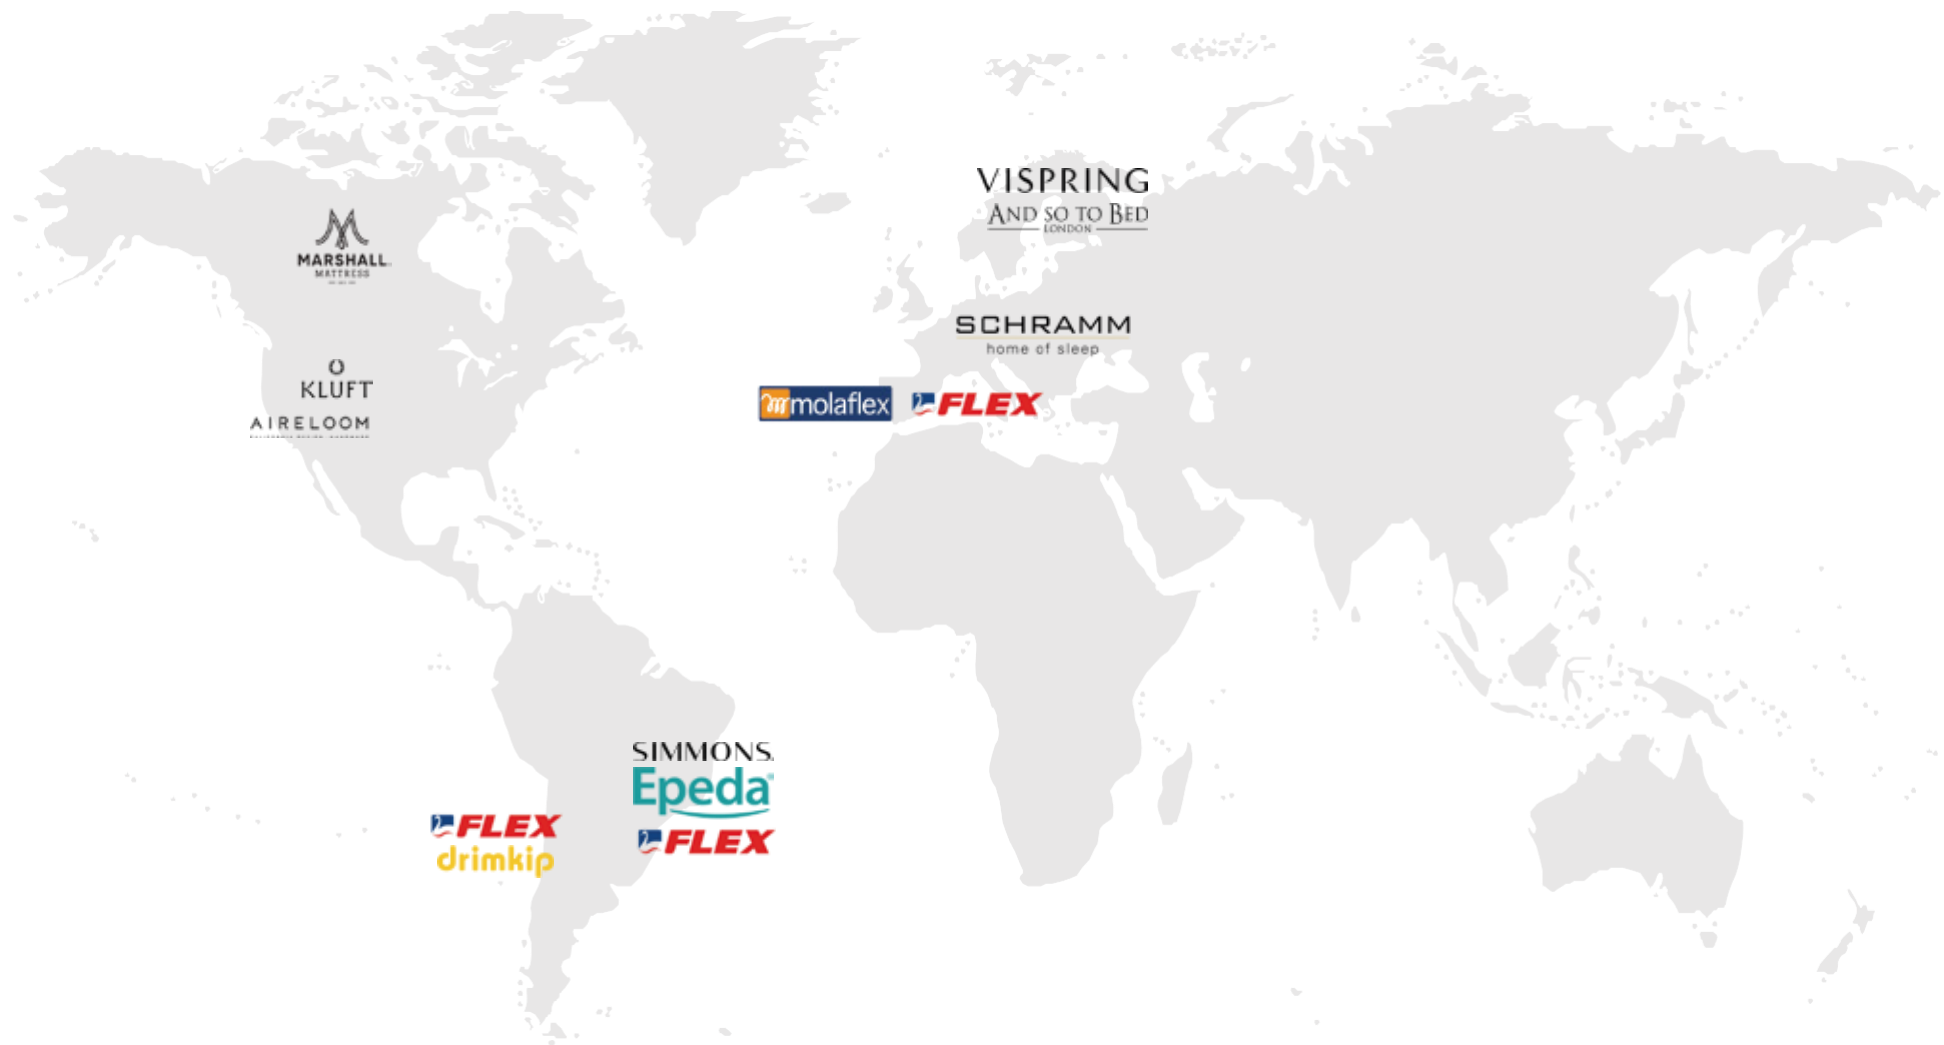 VISPRING
AND SO TO BED
LONDON
MARSHALL
MATTRESS
SCHRAMM
home of sleep
KLUFT
AIRELOOM
molaflex
FLEX
SIMMONS
Epeda
FLEX
drimkip
FLEX